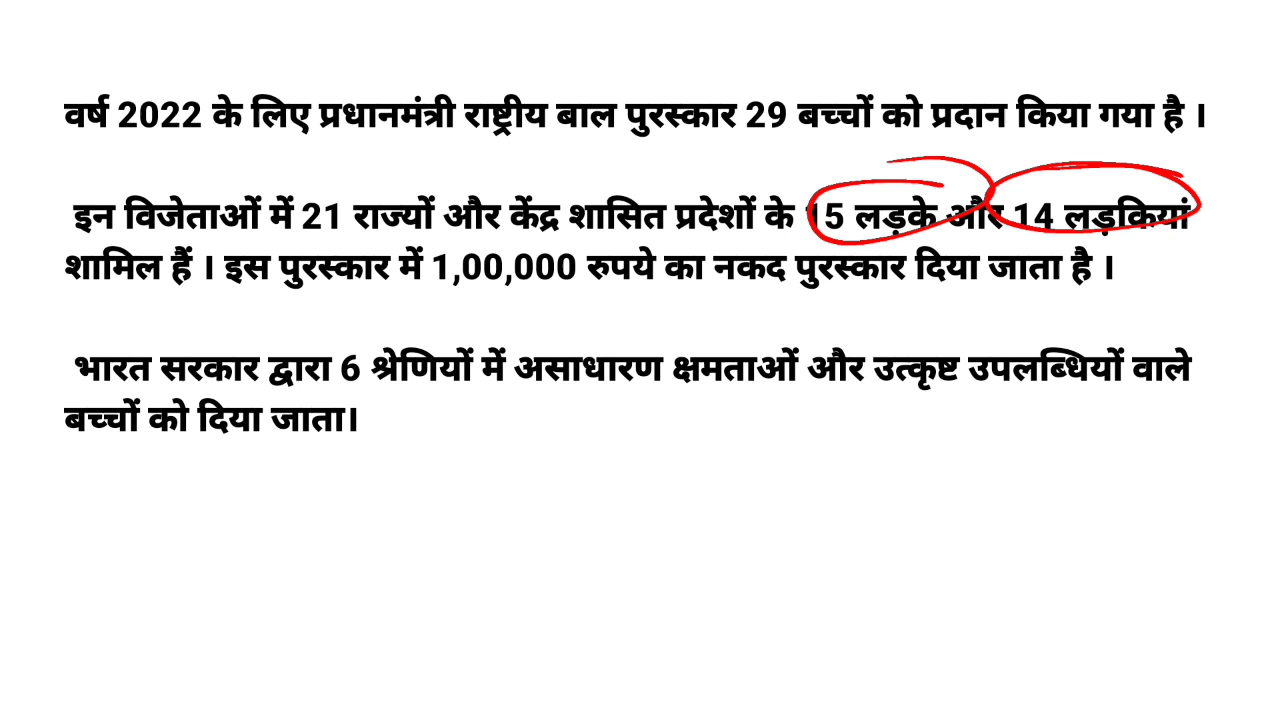 वर्ष 2022 के लिए प्रधानमंत्री राष्ट्रीय बाल पुरस्कार 29 बच्चों को प्रदान किया गया है ।
इन विजेताओं में 21 राज्यों और केंद्र शासित प्रदेशों के 15 लड़के और 14 लड़कियां
शामिल हैं । इस पुरस्कार में 1,00,000 रुपये का नकद पुरस्कार दिया जाता है ।
भारत सरकार द्वारा 6 श्रेणियों में असाधारण क्षमताओं और उत्कृष्ट उपलब्धियों वाले
बच्चों को दिया जाता।